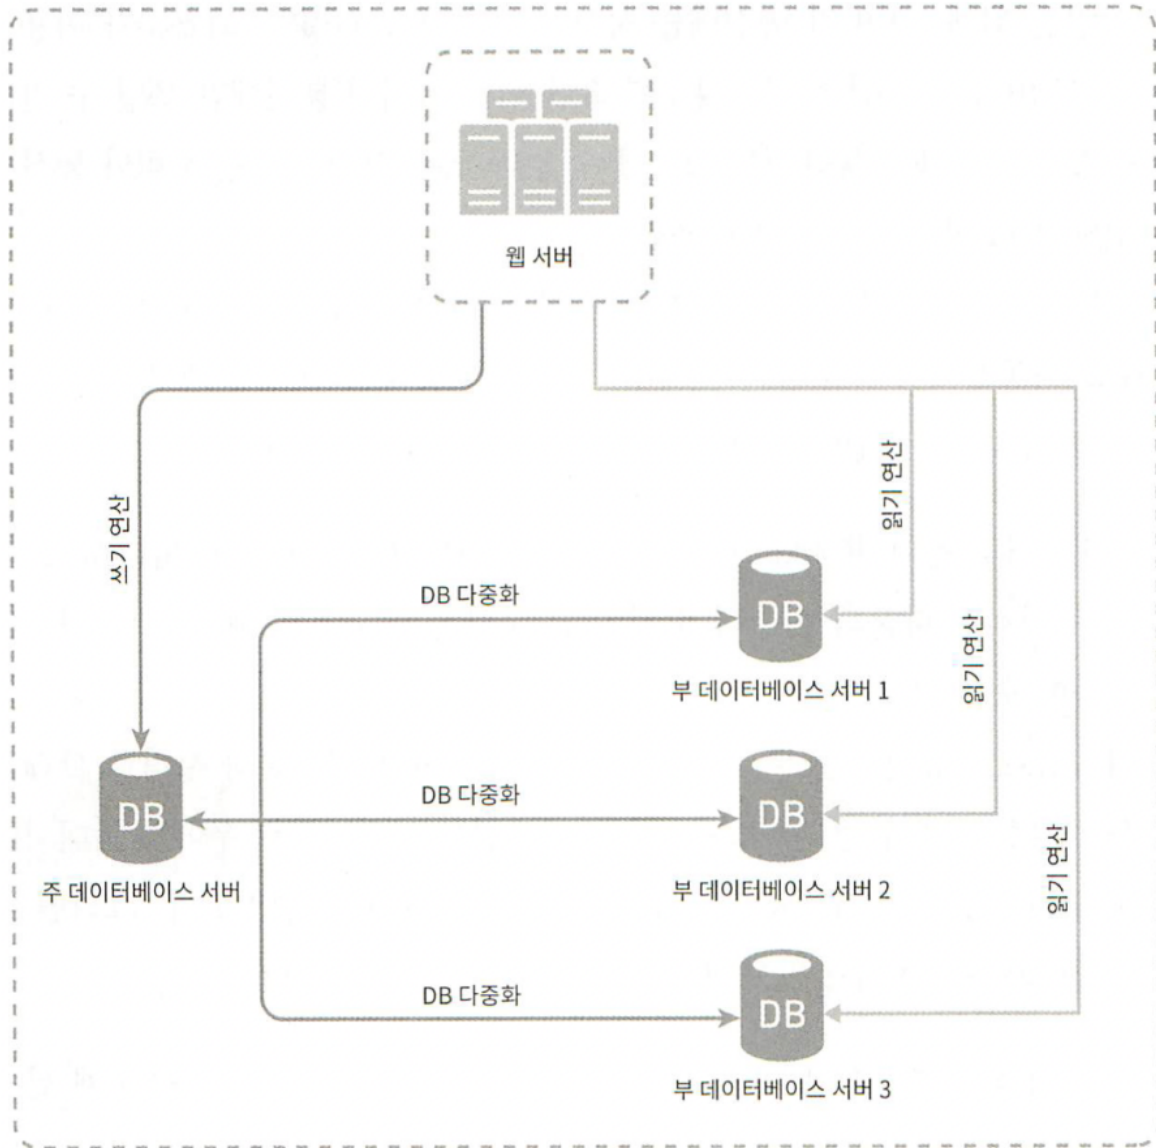 웹 서버
쓰기 연산
읽기 연산
DB 다중화
DB
부 데이터베이스 서버 1
읽기 연산
DB
주 데이터베이스 서버
DB 다중화
DB
부 데이터베이스 서버 2
읽기 연산
DB 다중화
DB
부 데이터베이스 서버 3